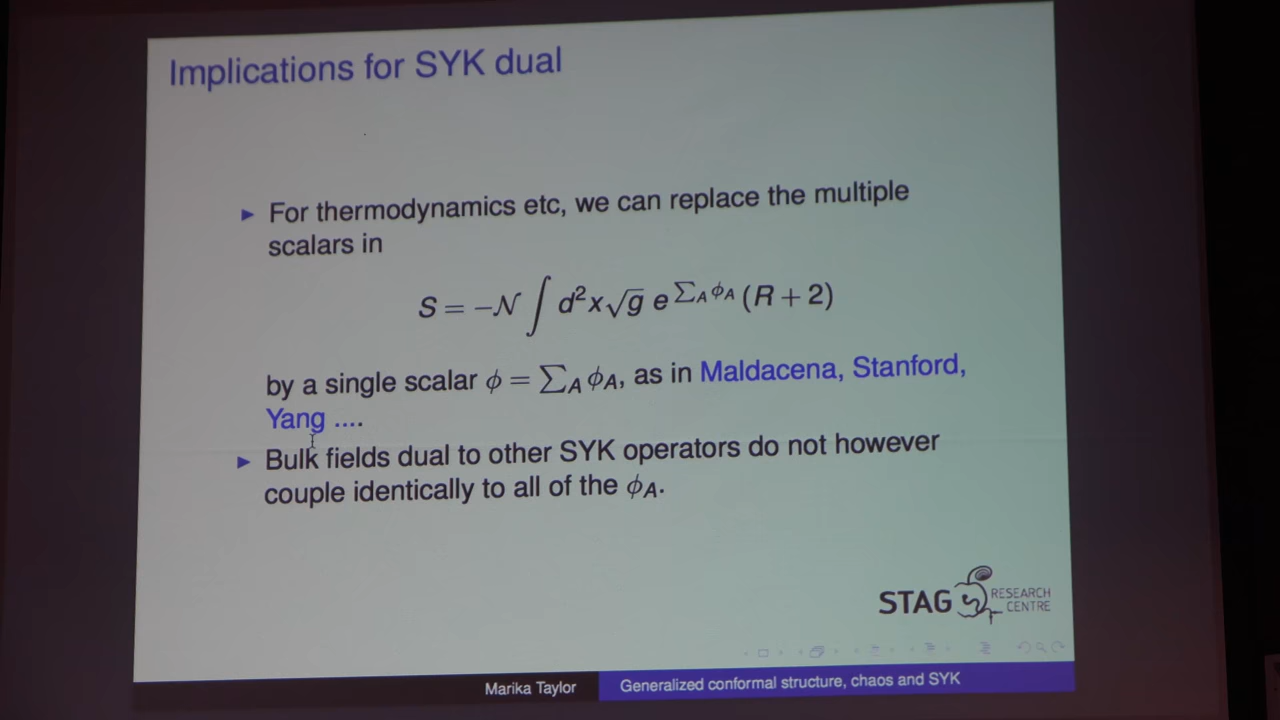 Implications for SYK dual
► For thermodynamics etc, we can replace the multiple
scalars in
S = −𝒩 ∫ d²x√g e^{∑_A ϕ_A} (R + 2)
by a single scalar ϕ = ∑_A ϕ_A, as in Maldacena, Stanford,
Yang ....
► Bulk fields dual to other SYK operators do not however
couple identically to all of the ϕ_A.
STAG RESEARCH
CENTRE
Marika Taylor Generalized conformal structure, chaos and SYK